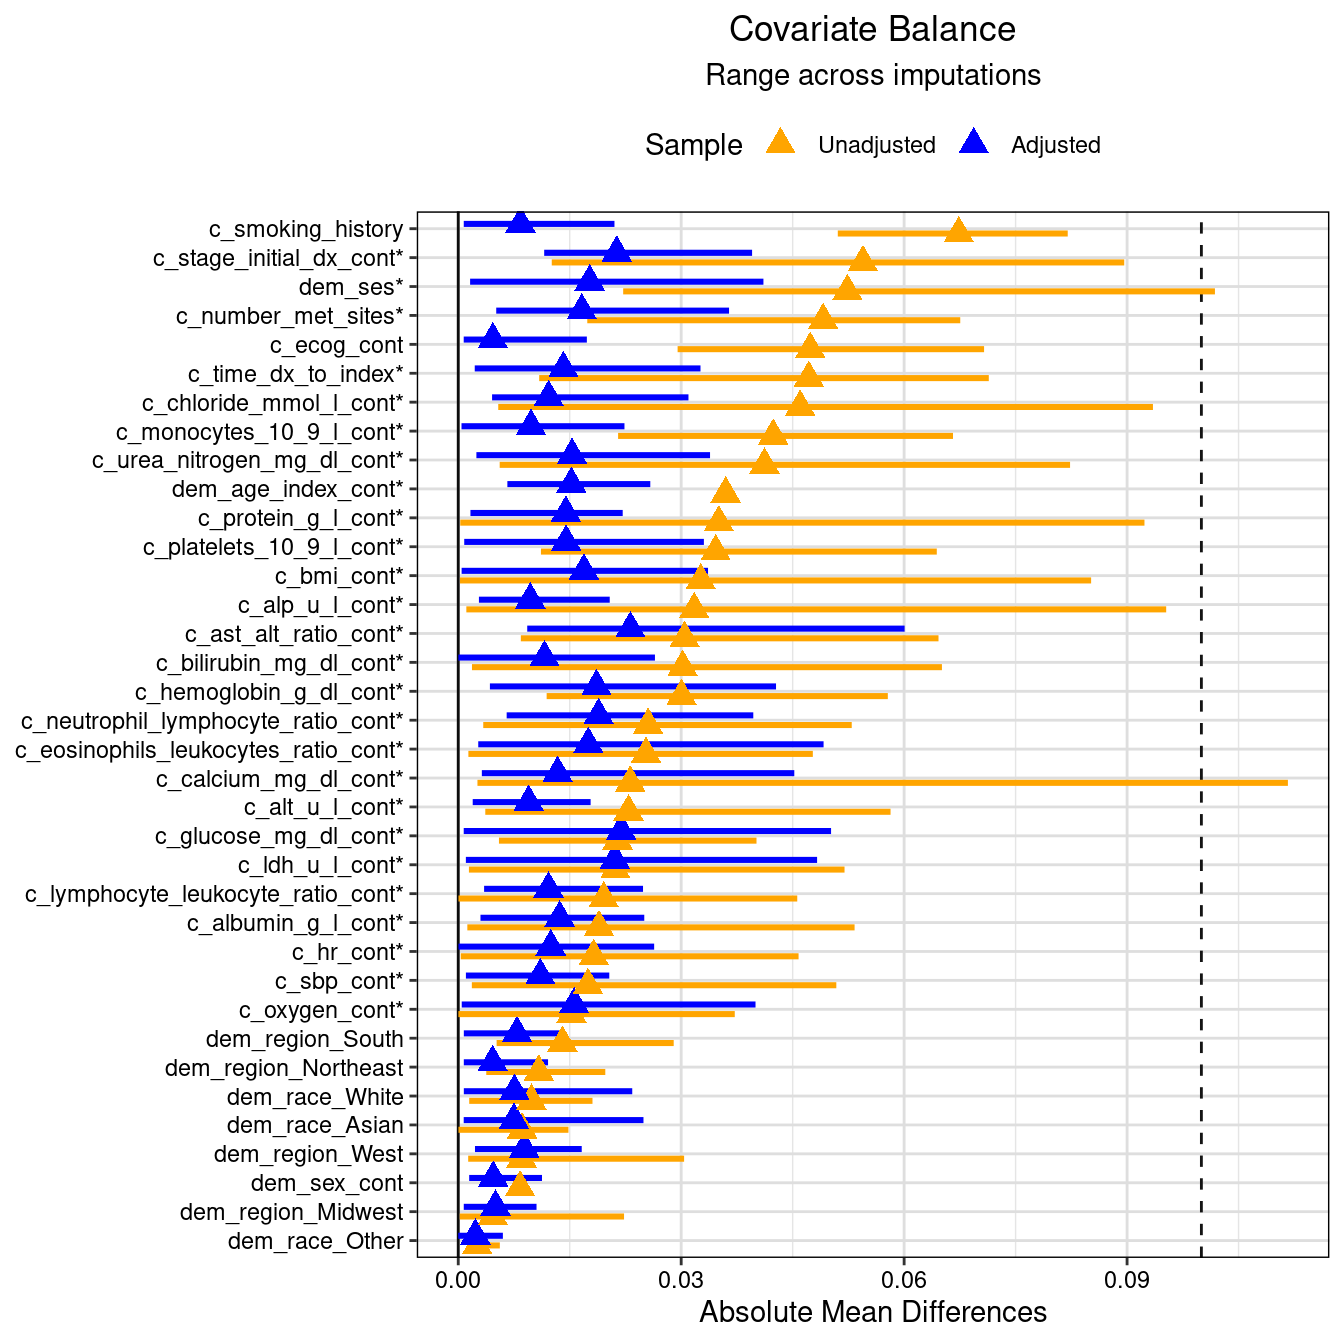 Covariate Balance
Range across imputations
Sample Unadjusted Adjusted
c_smoking_history
c_stage_initial_dx_cont*
dem_ses*
c_number_met_sites*
c_ecog_cont
c_time_dx_to_index*
c_chloride_mmol_l_cont*
c_monocytes_10_9_l_cont*
c_urea_nitrogen_mg_dl_cont*
dem_age_index_cont*
c_protein_g_l_cont*
c_platelets_10_9_l_cont*
c_bmi_cont*
c_alp_u_l_cont*
c_ast_alt_ratio_cont*
c_bilirubin_mg_dl_cont*
c_hemoglobin_g_dl_cont*
c_neutrophil_lymphocyte_ratio_cont*
c_eosinophils_leukocytes_ratio_cont*
c_calcium_mg_dl_cont*
c_alt_u_l_cont*
c_glucose_mg_dl_cont*
c_ldh_u_l_cont*
c_lymphocyte_leukocyte_ratio_cont*
c_albumin_g_l_cont*
c_hr_cont*
c_sbp_cont*
c_oxygen_cont*
dem_region_South
dem_region_Northeast
dem_race_White
dem_race_Asian
dem_region_West
dem_sex_cont
dem_region_Midwest
dem_race_Other
0.00 0.03 0.06 0.09
Absolute Mean Differences